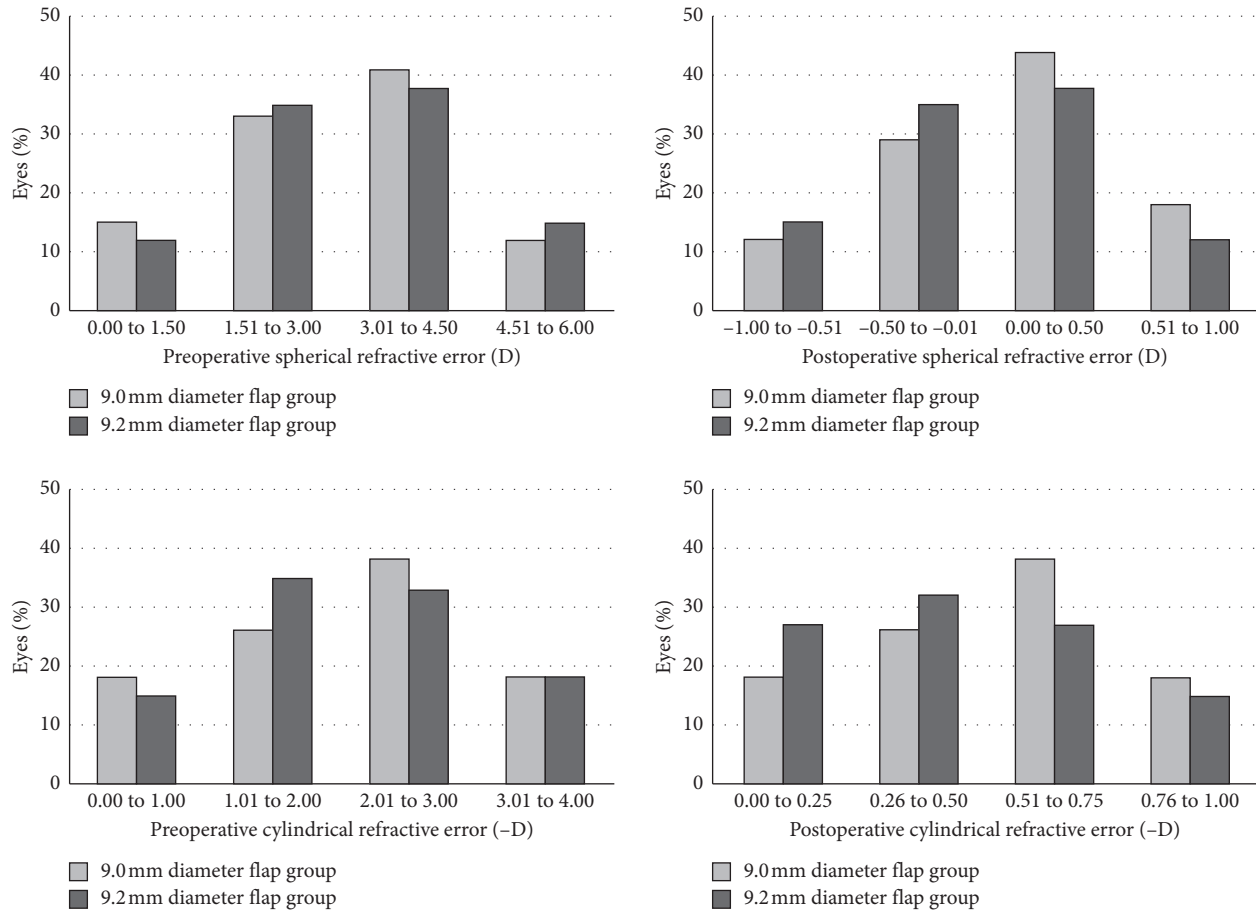 50
40
30
20
10
0
Eyes (%)
0.00 to 1.50 1.51 to 3.00 3.01 to 4.50 4.51 to 6.00
Preoperative spherical refractive error (D)
9.0 mm diameter flap group
9.2 mm diameter flap group
50
40
30
20
10
0
Eyes (%)
–1.00 to –0.51 –0.50 to –0.01 0.00 to 0.50 0.51 to 1.00
Postoperative spherical refractive error (D)
9.0 mm diameter flap group
9.2 mm diameter flap group
50
40
30
20
10
0
Eyes (%)
0.00 to 1.00 1.01 to 2.00 2.01 to 3.00 3.01 to 4.00
Preoperative cylindrical refractive error (–D)
9.0 mm diameter flap group
9.2 mm diameter flap group
50
40
30
20
10
0
Eyes (%)
0.00 to 0.25 0.26 to 0.50 0.51 to 0.75 0.76 to 1.00
Postoperative cylindrical refractive error (–D)
9.0 mm diameter flap group
9.2 mm diameter flap group